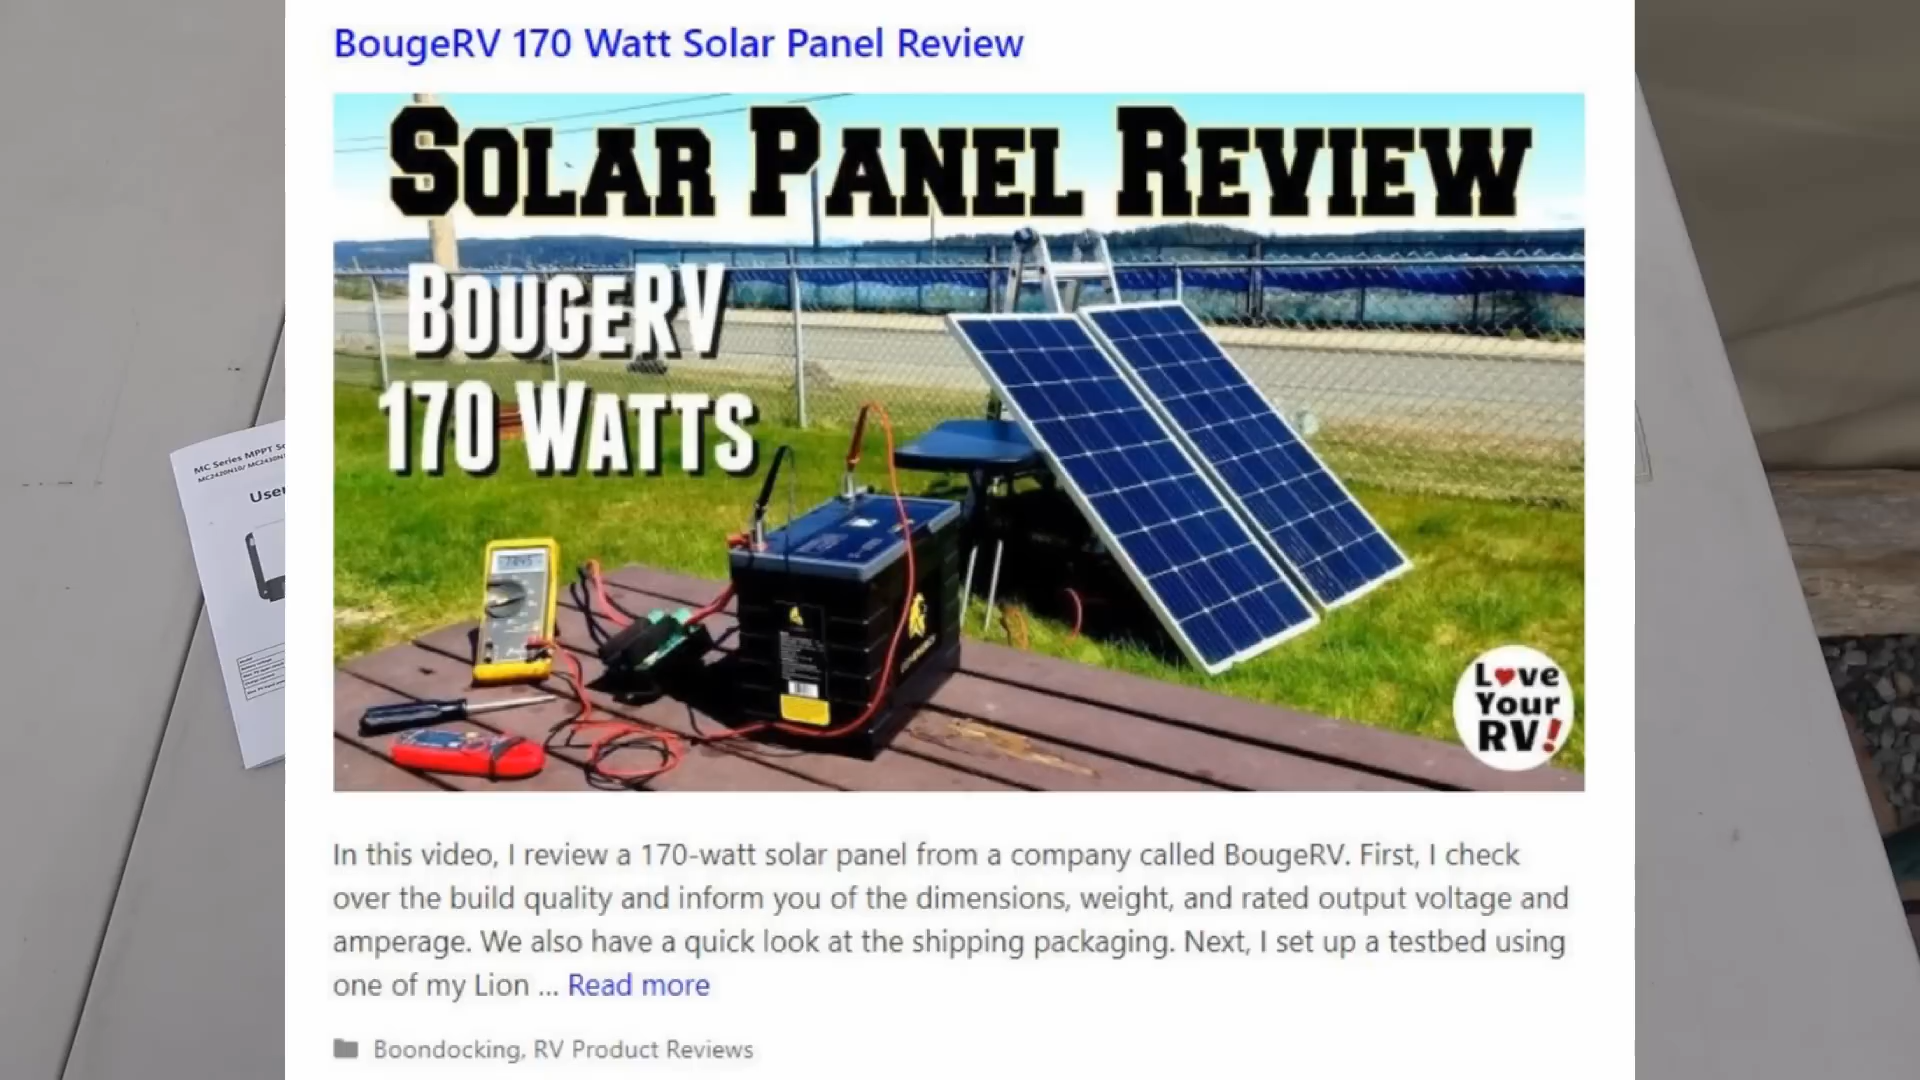 BougeRV 170 Watt Solar Panel Review
SOLAR PANEL REVIEW
BOUGERV
170 WATTS
MC Series MPPT
User
Love
Your
RV!
In this video, I review a 170-watt solar panel from a company called BougeRV. First, I check
over the build quality and inform you of the dimensions, weight, and rated output voltage and
amperage. We also have a quick look at the shipping packaging. Next, I set up a testbed using
one of my Lion ... Read more
Boondocking, RV Product Reviews